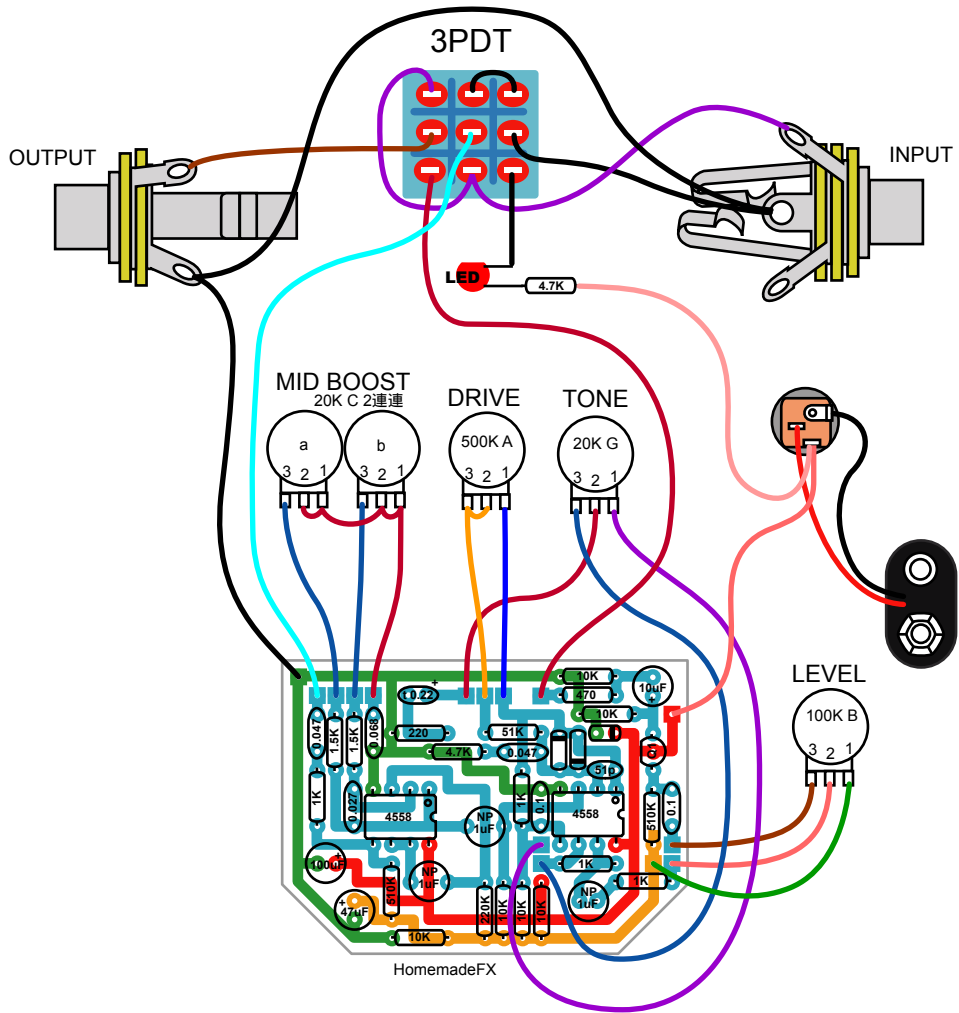 3PDT
OUTPUT
INPUT
LED
4.7K
MID BOOST
20K C 2連連
a
b
3 2 1
3 2 1
DRIVE
500K A
3 2 1
TONE
20K G
3 2 1
LEVEL
100K B
3 2 1
0.047
1.5K
1.5K
0.068
+
0.22
220
4.7K
51K
0.047
10K
470
10K
10uF
+
51p
1K
0.027
4558
NP
1uF
1K
0.1
4558
510K
0.1
100uF
+
510K
NP
1uF
+
47uF
10K
220K
10K
10K
10K
1K
NP
1uF
1K
HomemadeFX